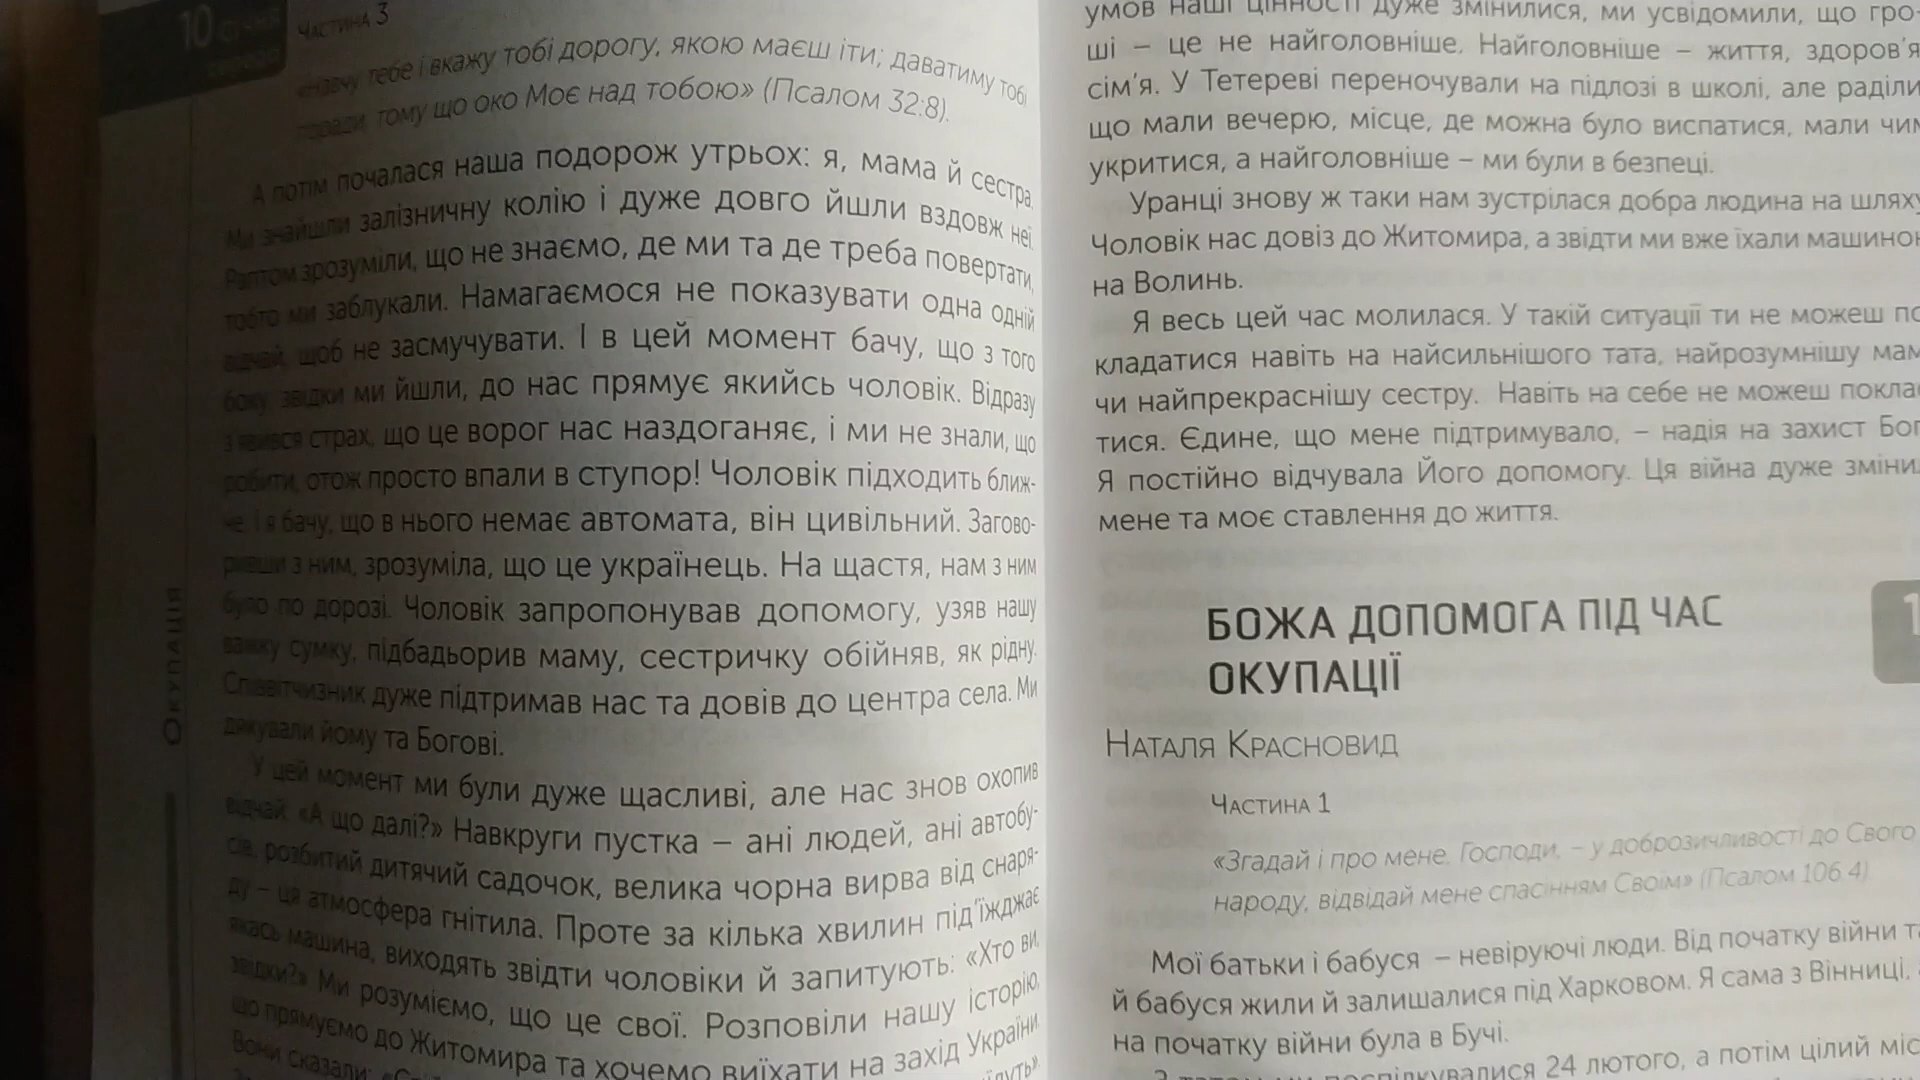 10 січня
Частина 3
«Навчу тебе і вкажу тобі дорогу, якою маєш іти; даватиму тобі
поради, тому що око Моє над тобою» (Псалом 32:8).
А потім почалася наша подорож утрьох: я, мама й сестра.
Ми знайшли залізничну колію і дуже довго йшли вздовж неї.
Раптом зрозуміли, що не знаємо, де ми та де треба повертати,
тобто ми заблукали. Намагаємося не показувати одна одній
відчай, щоб не засмучувати. І в цей момент бачу, що з того
боку, звідки ми йшли, до нас прямує якийсь чоловік. Відразу
з'явився страх, що це ворог нас наздоганяє, і ми не знали, що
робити, отож просто впали в ступор! Чоловік підходить ближ-
че, і я бачу, що в нього немає автомата, він цивільний. Загово-
ривши з ним, зрозуміла, що це українець. На щастя, нам з ним
було по дорозі. Чоловік запропонував допомогу, узяв нашу
важку сумку, підбадьорив маму, сестричку обійняв, як рідну.
Співвітчизник дуже підтримав нас та довів до центра села. Ми
дякували йому та Богові.
У цей момент ми були дуже щасливі, але нас знов охопив
відчай: «А що далі?» Навкруги пустка – ані людей, ані автобу-
сів, розбитий дитячий садочок, велика чорна вирва від снаря-
ду – ця атмосфера гнітила. Проте за кілька хвилин під'їжджає
якась машина, виходять звідти чоловіки й запитують: «Хто ви,
звідки?» Ми розуміємо, що це свої. Розповіли нашу історію,
що прямуємо до Житомира та хочемо виїхати на захід України.
Вони сказали:
Окупація
умов наші цінності дуже змінилися, ми усвідомили, що гро-
ші – це не найголовніше. Найголовніше – життя, здоров'я
сім'я. У Тетереві переночували на підлозі в школі, але раділи
що мали вечерю, місце, де можна було виспатися, мали чим
укритися, а найголовніше – ми були в безпеці.
Уранці знову ж таки нам зустрілася добра людина на шляху
Чоловік нас довіз до Житомира, а звідти ми вже їхали машиною
на Волинь.
Я весь цей час молилася. У такій ситуації ти не можеш по
кладатися навіть на найсильнішого тата, найрозумнішу мам
чи найпрекраснішу сестру. Навіть на себе не можеш поклас
тися. Єдине, що мене підтримувало, – надія на захист Бог
Я постійно відчувала Його допомогу. Ця війна дуже зміни
мене та моє ставлення до життя.
1
БОЖА ДОПОМОГА ПІД ЧАС
ОКУПАЦІЇ
Наталя Красновид
Частина 1
«Згадай і про мене, Господи, – у доброзичливості до Свого
народу, відвідай мене спасінням Своїм» (Псалом 106:4)
Мої батьки і бабуся – невіруючі люди. Від початку війни та
й бабуся жили й залишалися під Харковом. Я сама з Вінниці,
на початку війни була в Бучі.
З татом ми поспілкувалися 24 лютого, а потім цілий міс